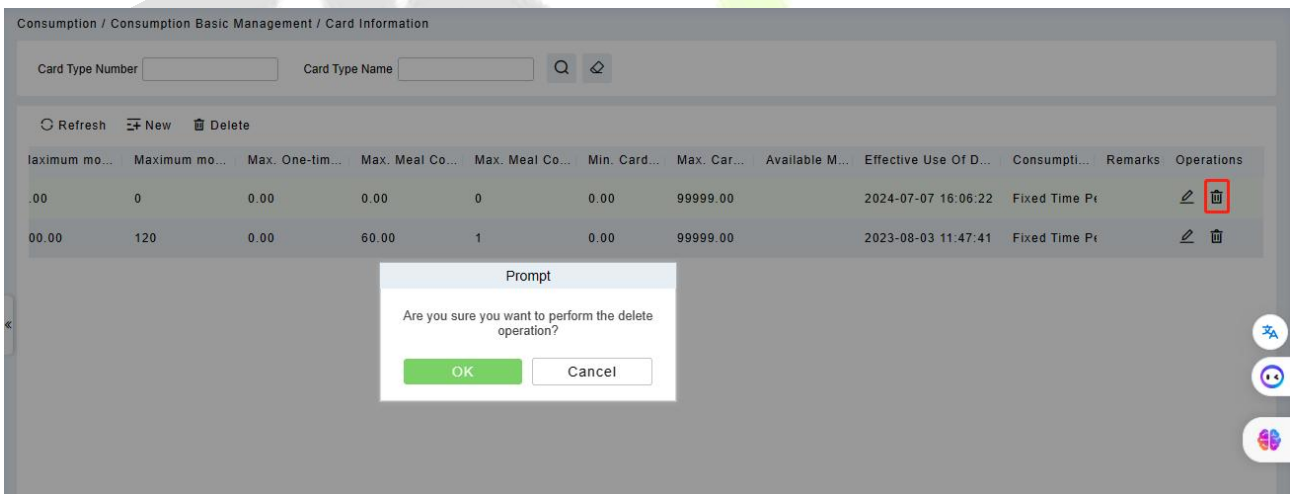 Consumption / Consumption Basic Management / Card Information
Card Type Number Card Type Name
Refresh New Delete
laximum mo... Maximum mo... Max. One-tim... Max. Meal Co... Max. Meal Co... Min. Card... Max. Car... Available M... Effective Use Of D... Consumpti... Remarks Operations
.00 0 0.00 0.00 0 0.00 99999.00 2024-07-07 16:06:22 Fixed Time Pe
00.00 120 0.00 60.00 1 0.00 99999.00 2023-08-03 11:47:41 Fixed Time Pe
Prompt
Are you sure you want to perform the delete
operation?
OK Cancel